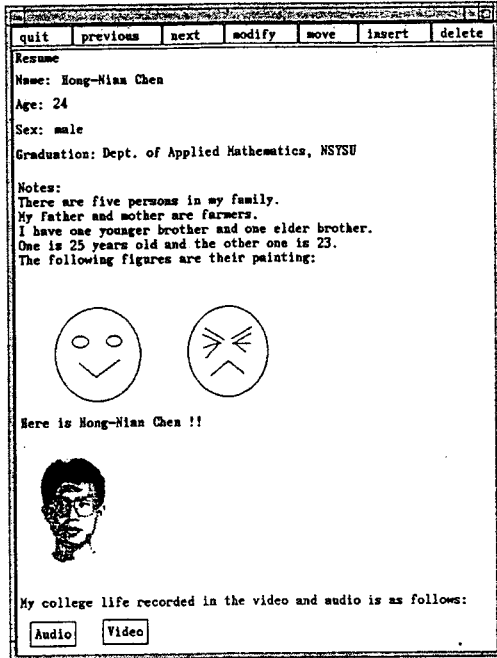 quit previous next modify move insert delete
Resume
Name: Hong-Nian Chen
Age: 24
Sex: male
Graduation: Dept. of Applied Mathematics, NSYSU
Notes:
There are five persons in my family.
My father and mother are farmers.
I have one younger brother and one elder brother.
One is 25 years old and the other one is 23.
The following figures are their painting:
Here is Hong-Nian Chen !!
My college life recorded in the video and audio is as follows:
Audio Video